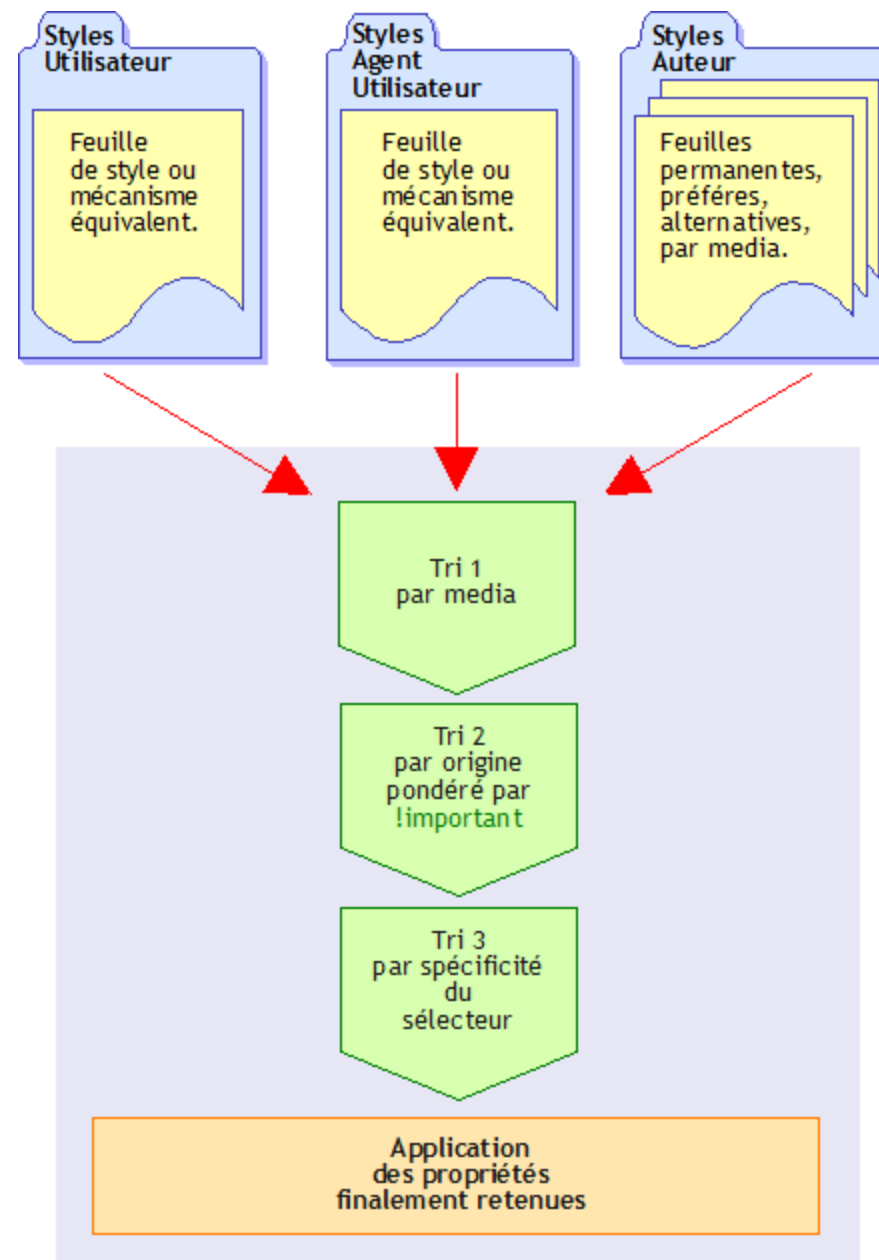 Styles
Utilisateur
Feuille
de style ou
mécanisme
équivalent.
Styles
Agent
Utilisateur
Feuille
de style ou
mécanisme
équivalent.
Styles
Auteur
Feuilles
permanentes,
préféres,
alternatives,
par media.
Tri 1
par media
Tri 2
par origine
pondéré par
!important
Tri 3
par spécificité
du
sélecteur
Application
des propriétés
finalement retenues